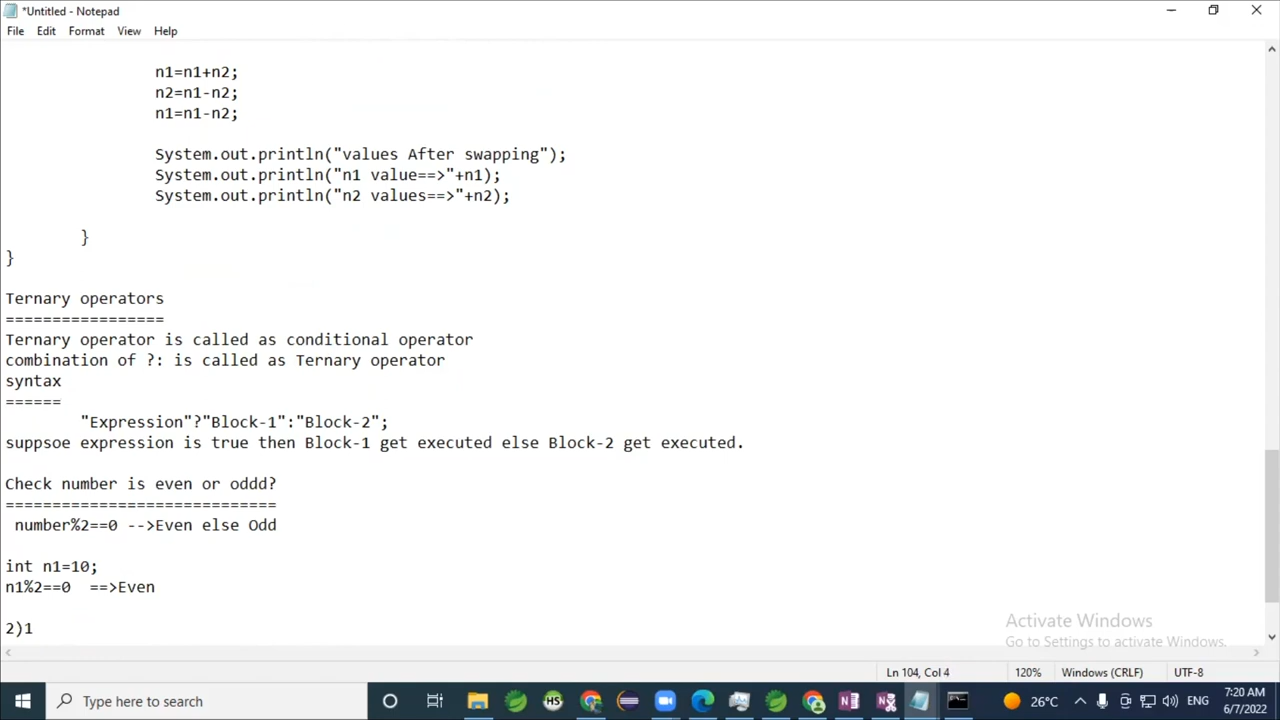 *Untitled - Notepad
File Edit Format View Help
n1=n1+n2;
n2=n1-n2;
n1=n1-n2;
System.out.println("values After swapping");
System.out.println("n1 value==>"+n1);
System.out.println("n2 values==>"+n2);
}
}
Ternary operators
=================
Ternary operator is called as conditional operator
combination of ?: is called as Ternary operator
syntax
======
"Expression"?"Block-1":"Block-2";
suppsoe expression is true then Block-1 get executed else Block-2 get executed.
Check number is even or oddd?
=============================
number%2==0 -->Even else Odd
int n1=10;
n1%2==0 ==>Even
2)1
Activate Windows
Go to Settings to activate Windows.
Ln 104, Col 4 120% Windows (CRLF) UTF-8
Type here to search
HS
26°C
ENG
7:20 AM
6/7/2022